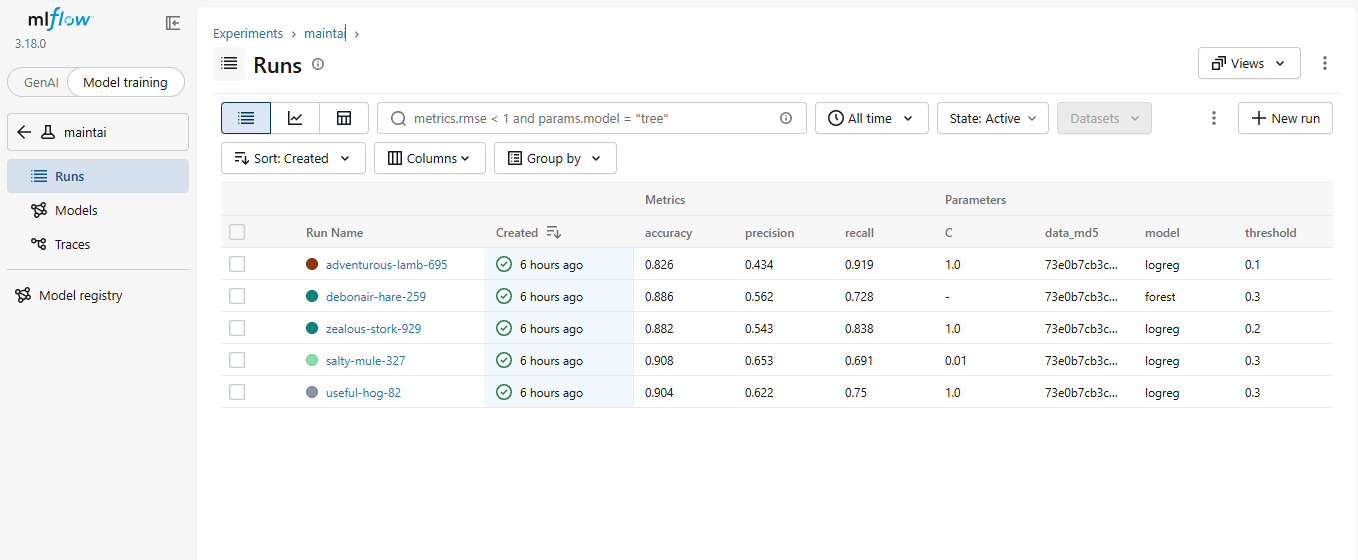 mlflow
3.18.0
GenAI Model training
maintai
Runs
Models
Traces
Model registry
Experiments › maintai ›
Runs
Views
metrics.rmse < 1 and params.model = "tree"
All time
State: Active
Datasets
New run
Sort: Created
Columns
Group by
Metrics Parameters
Run Name Created accuracy precision recall C data_md5 model threshold
adventurous-lamb-695 6 hours ago 0.826 0.434 0.919 1.0 73e0b7cb3c... logreg 0.1
debonair-hare-259 6 hours ago 0.886 0.562 0.728 - 73e0b7cb3c... forest 0.3
zealous-stork-929 6 hours ago 0.882 0.543 0.838 1.0 73e0b7cb3c... logreg 0.2
salty-mule-327 6 hours ago 0.908 0.653 0.691 0.01 73e0b7cb3c... logreg 0.3
useful-hog-82 6 hours ago 0.904 0.622 0.75 1.0 73e0b7cb3c... logreg 0.3